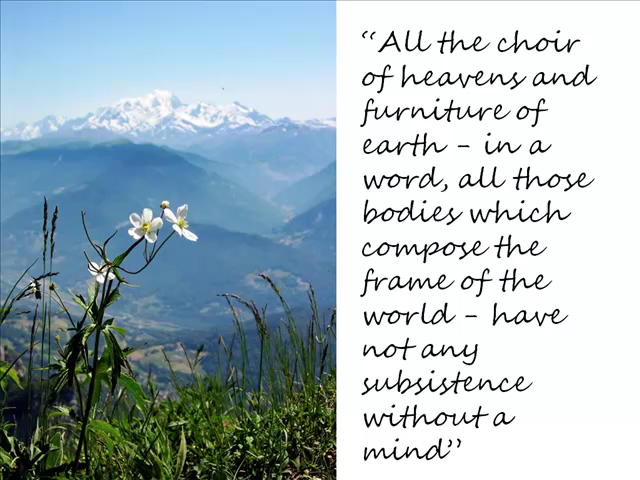 “All the choir
of heavens and
furniture of
earth - in a
word, all those
bodies which
compose the
frame of the
world - have
not any
subsistence
without a
mind”